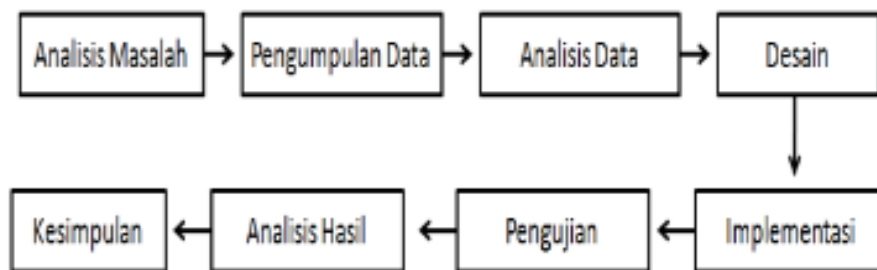 Analisis Masalah
Pengumpulan Data
Analisis Data
Desain
Implementasi
Pengujian
Analisis Hasil
Kesimpulan